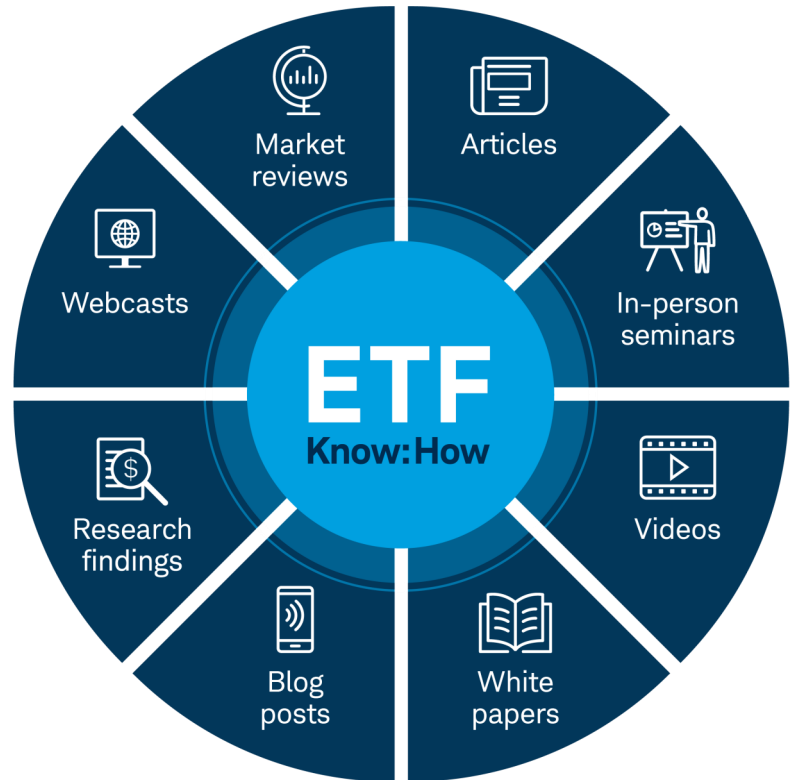 Market
reviews
Articles
In-person
seminars
Videos
White
papers
Blog
posts
$
Research
findings
Webcasts
ETF
Know:How